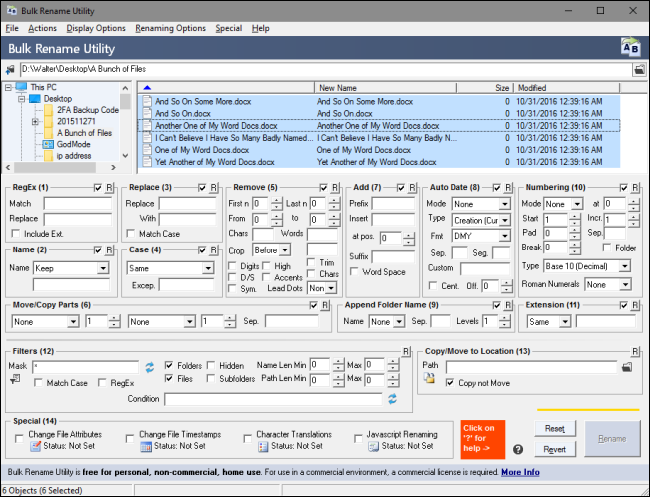 Bulk Rename Utility
File Actions Display Options Renaming Options Special Help
Bulk Rename Utility
AB
D:\Walter\Desktop\A Bunch of Files
This PC
Desktop
2FA Backup Code
201511271
A Bunch of Files
GodMode
ip address
New Name Size Modified
And So On Some More.docx And So On Some More.docx 0 10/31/2016 12:39:16 AM
And So On.docx And So On.docx 0 10/31/2016 12:39:16 AM
Another One of My Word Docs.docx Another One of My Word Docs.docx 0 10/31/2016 12:39:16 AM
I Can't Believe I Have So Many Badly Named... I Can't Believe I Have So Many Badly N... 0 10/31/2016 12:39:16 AM
One of My Word Docs.docx One of My Word Docs.docx 0 10/31/2016 12:39:16 AM
Yet Another of My Word Docs.docx Yet Another of My Word Docs.docx 0 10/31/2016 12:39:16 AM
RegEx (1) R
Match
Replace
Include Ext.
Replace (3) R
Replace
With
Match Case
Remove (5) R
First n 0 Last n 0
From 0 to 0
Chars Words
Crop Before
Digits High Trim
D/S Accents Chars
Sym. Lead Dots Non
Add (7) R
Prefix
Insert
at pos. 0
Suffix
Word Space
Auto Date (8) R
Mode None
Type Creation (Cur
Fmt DMY
Sep. Seg.
Custom
Cent. Off. 0
Numbering (10) R
Mode None at 0
Start 1 Incr. 1
Pad 0 Sep.
Break 0 Folder
Type Base 10 (Decimal)
Roman Numerals None
Name (2) R
Name Keep
Case (4) R
Same
Excep.
Move/Copy Parts (6) R
None 1 None 1 Sep.
Append Folder Name (9) R
Name None Sep. Levels 1
Extension (11) R
Same
Filters (12) R
Mask * Folders Hidden Name Len Min 0 Max 0
Match Case RegEx Files Subfolders Path Len Min 0 Max 0
Condition
Copy/Move to Location (13) R
Path
Copy not Move
Special (14)
Change File Attributes
Status: Not Set
Change File Timestamps
Status: Not Set
Character Translations
Status: Not Set
Javascript Renaming
Status: Not Set
Click on
'?' for
help ->
?
Reset
Revert
Rename
Bulk Rename Utility is free for personal, non-commercial, home use. For use in a commercial environment, a commercial license is required. More Info
6 Objects (6 Selected)